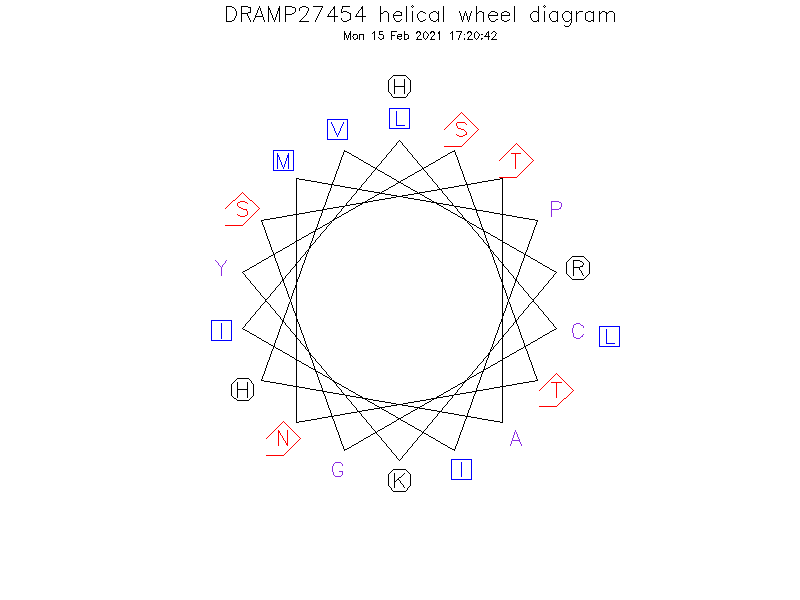 DRAMP27454 helical wheel diagram
Mon 15 Feb 2021 17:20:42
H
L
V
S
M
T
S
P
Y
R
I
C
L
H
T
N
A
G
I
K